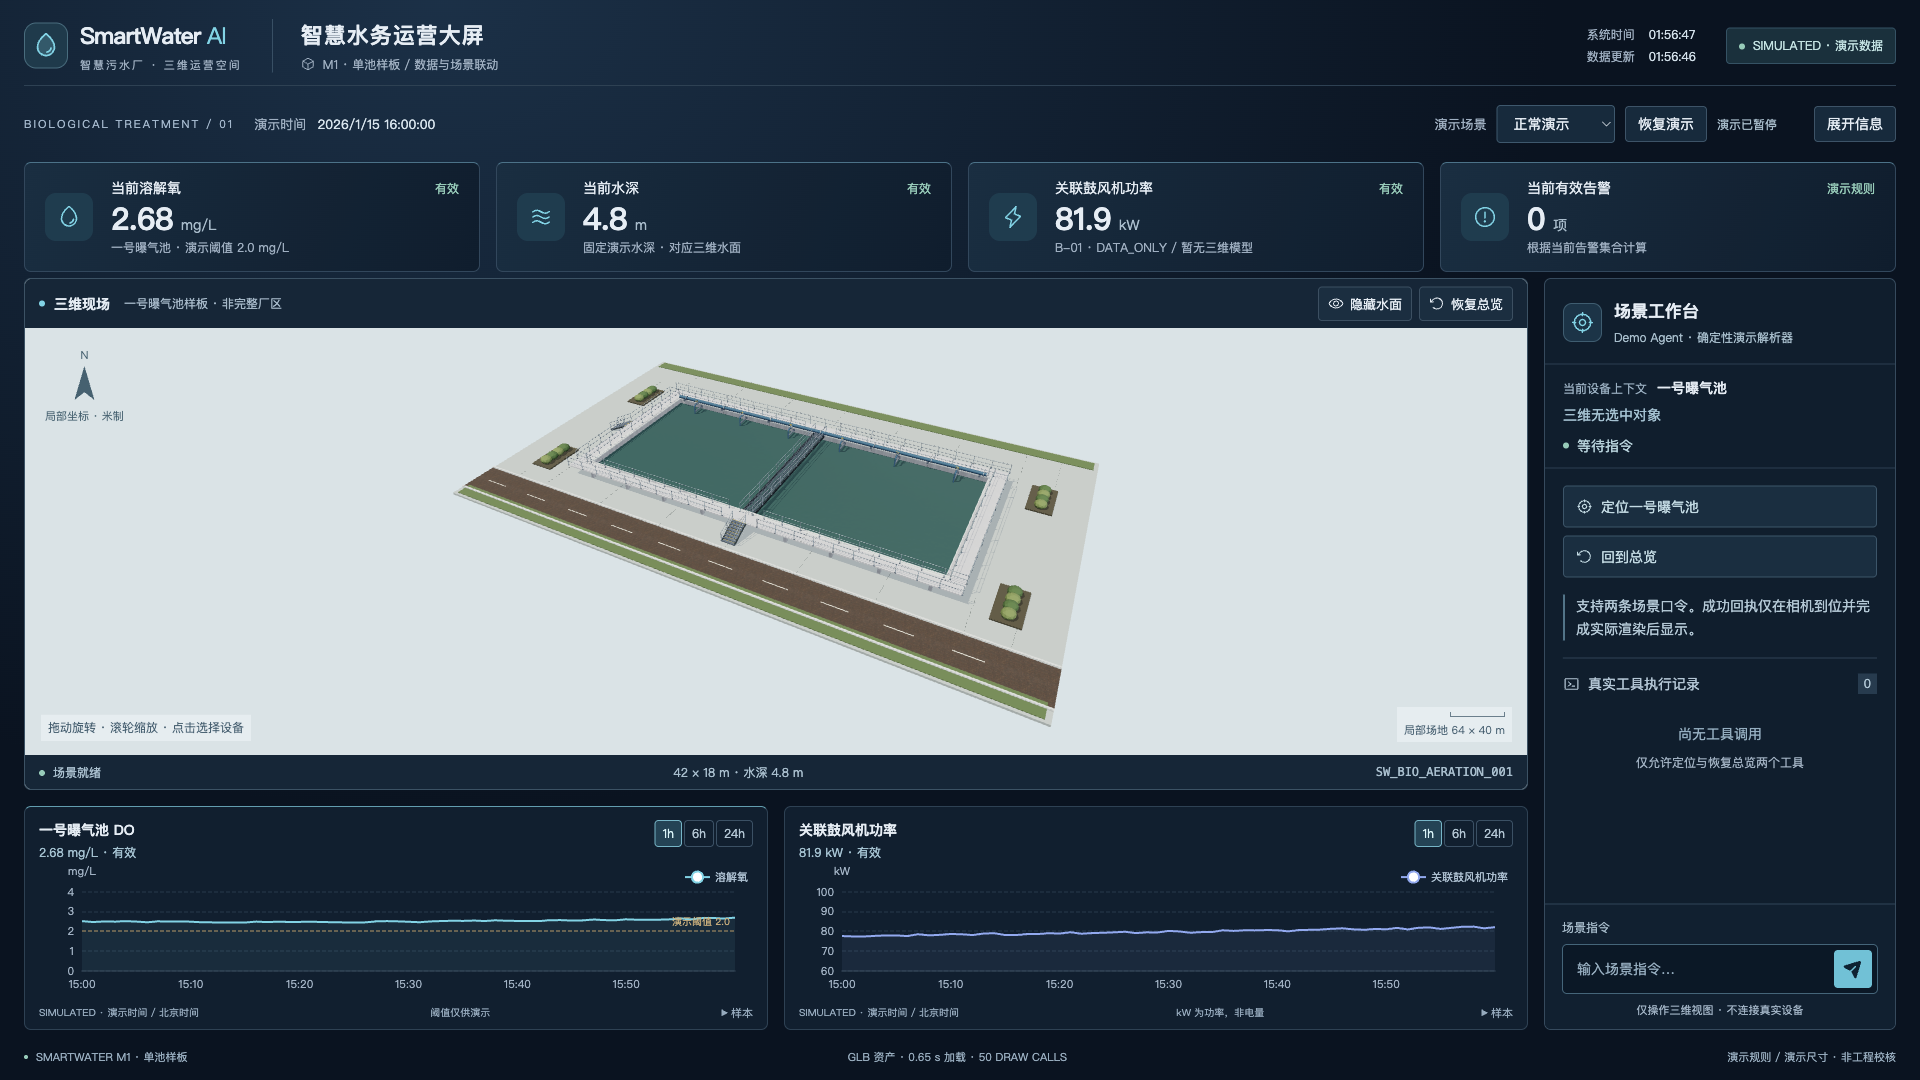 SmartWater AI
智慧污水厂 · 三维运营空间
智慧水务运营大屏
M1 · 单池样板 / 数据与场景联动
系统时间 01:56:47
数据更新 01:56:46
SIMULATED · 演示数据
BIOLOGICAL TREATMENT / 01
演示时间 2026/1/15 16:00:00
演示场景
正常演示
恢复演示
演示已暂停
展开信息
当前溶解氧
有效
2.68 mg/L
一号曝气池 · 演示阈值 2.0 mg/L
当前水深
有效
4.8 m
固定演示水深 · 对应三维水面
关联鼓风机功率
有效
81.9 kW
B-01 · DATA_ONLY / 暂无三维模型
当前有效告警
演示规则
0 项
根据当前告警集合计算
三维现场
一号曝气池样板 · 非完整厂区
隐藏水面
恢复总览
N
局部坐标 · 米制
拖动旋转 · 滚轮缩放 · 点击选择设备
局部场地 64 × 40 m
场景就绪
42 × 18 m · 水深 4.8 m
SW_BIO_AERATION_001
场景工作台
Demo Agent · 确定性演示解析器
当前设备上下文 一号曝气池
三维无选中对象
等待指令
定位一号曝气池
回到总览
支持两条场景口令。成功回执仅在相机到位并完
成实际渲染后显示。
真实工具执行记录
0
尚无工具调用
仅允许定位与恢复总览两个工具
场景指令
输入场景指令...
仅操作三维视图 · 不连接真实设备
一号曝气池 DO
1h 6h 24h
2.68 mg/L · 有效
mg/L
溶解氧
4
3
2
1
0
演示阈值 2.0
15:00 15:10 15:20 15:30 15:40 15:50
SIMULATED · 演示时间 / 北京时间
阈值仅供演示
样本
关联鼓风机功率
1h 6h 24h
81.9 kW · 有效
kW
关联鼓风机功率
100
90
80
70
60
15:00 15:10 15:20 15:30 15:40 15:50
SIMULATED · 演示时间 / 北京时间
kW 为功率，非电量
样本
SMARTWATER M1 · 单池样板
GLB 资产 · 0.65 s 加载 · 50 DRAW CALLS
演示规则 / 演示尺寸 · 非工程校核